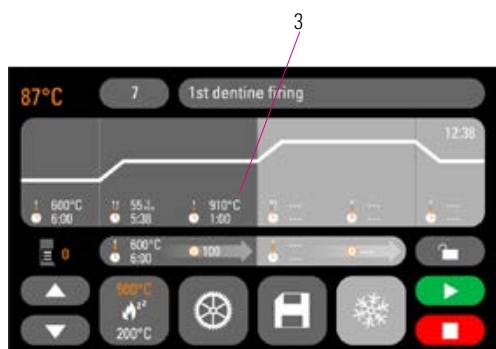 3
87°C
7
1st dentine firing
12:38
600°C
6:00
55
5:38
910°C
1:00
---
---
---
0
600°C
6:00
100
---
---
500°C
zz
200°C